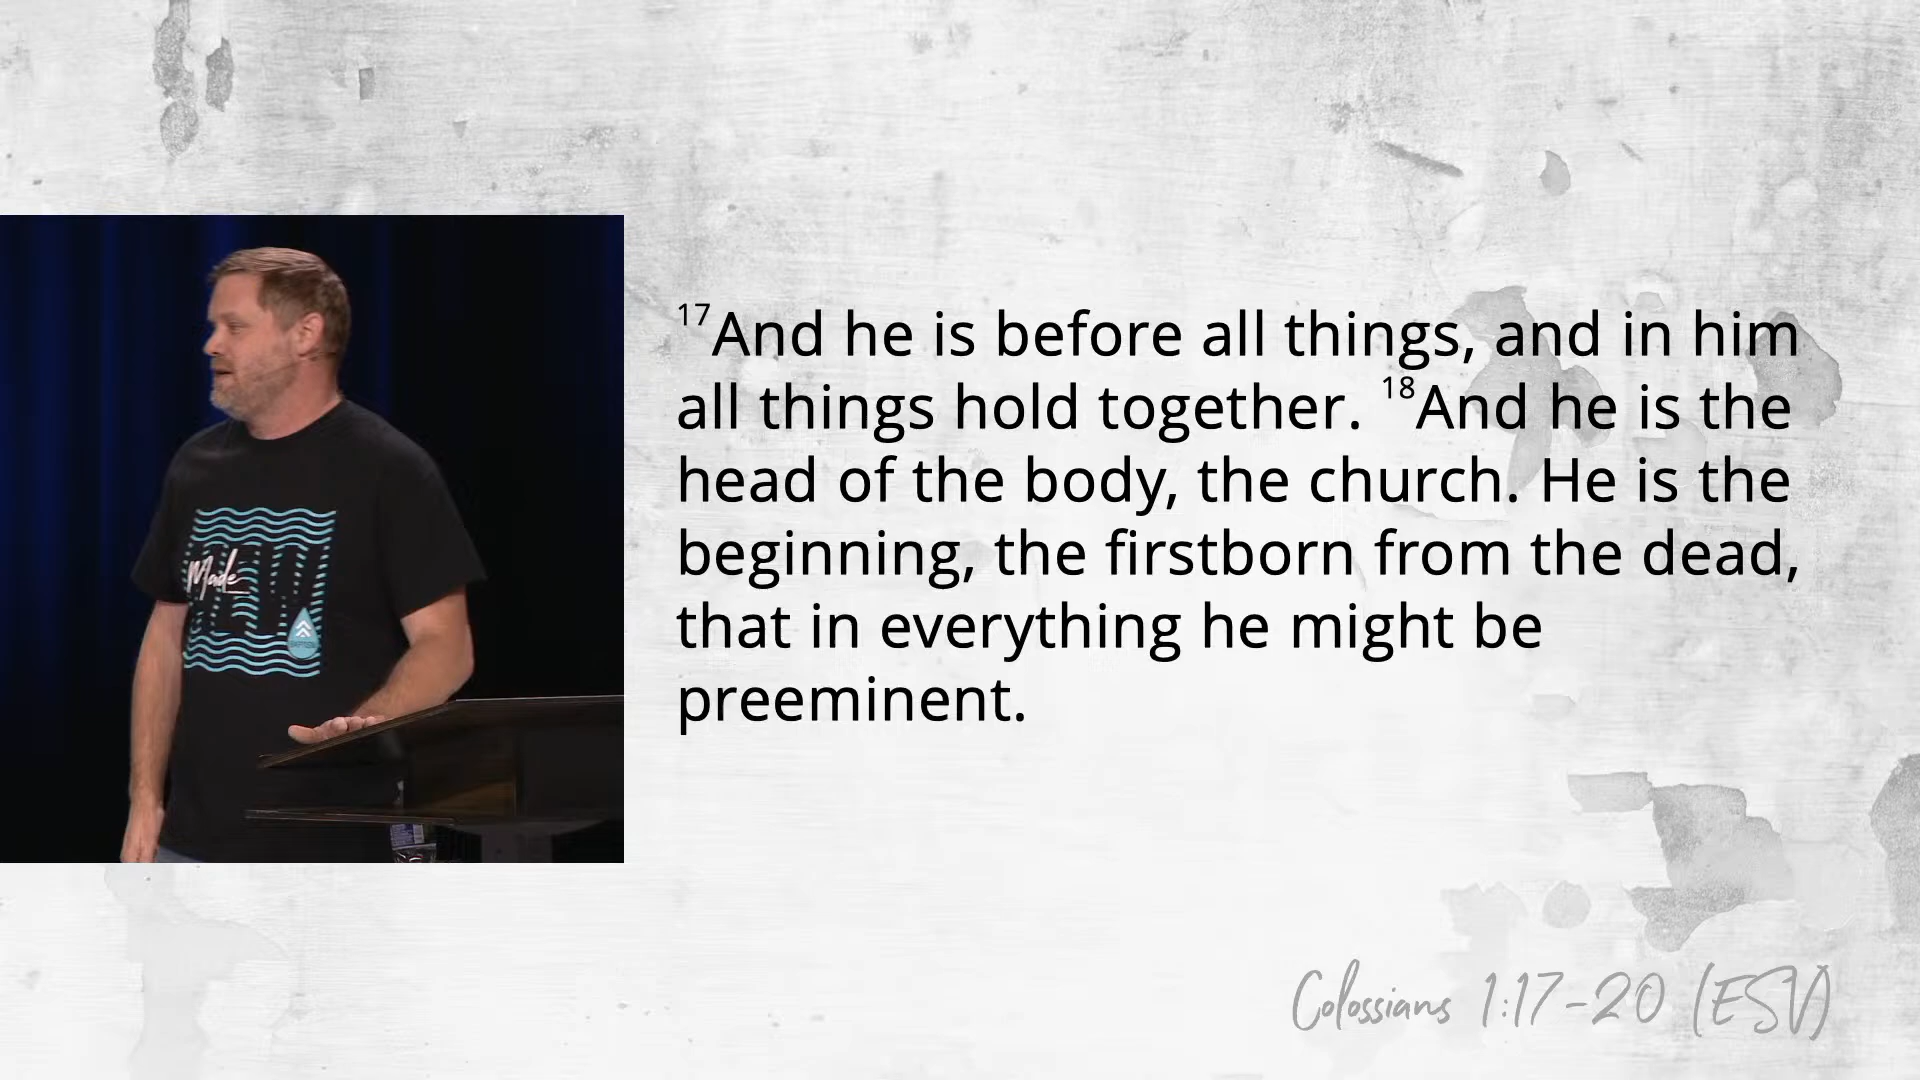 ¹⁷And he is before all things, and in him
all things hold together. ¹⁸And he is the
head of the body, the church. He is the
beginning, the firstborn from the dead,
that in everything he might be
preeminent.
Colossians 1:17-20 (ESV)
Made
NEW